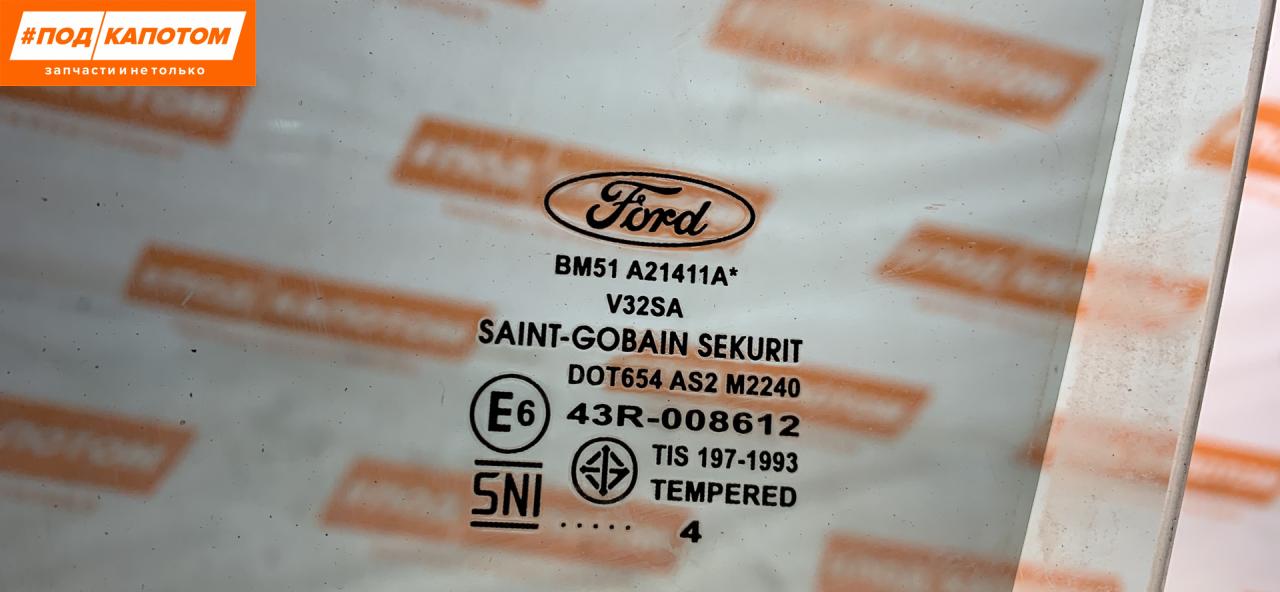 #ПОД КАПОТОМ
запчасти и не только
Ford
BM51 A21411A*
V32SA
SAINT-GOBAIN SEKURIT
DOT654 AS2 M2240
E6 43R-008612
TIS 197-1993
SNI TEMPERED
..... 4